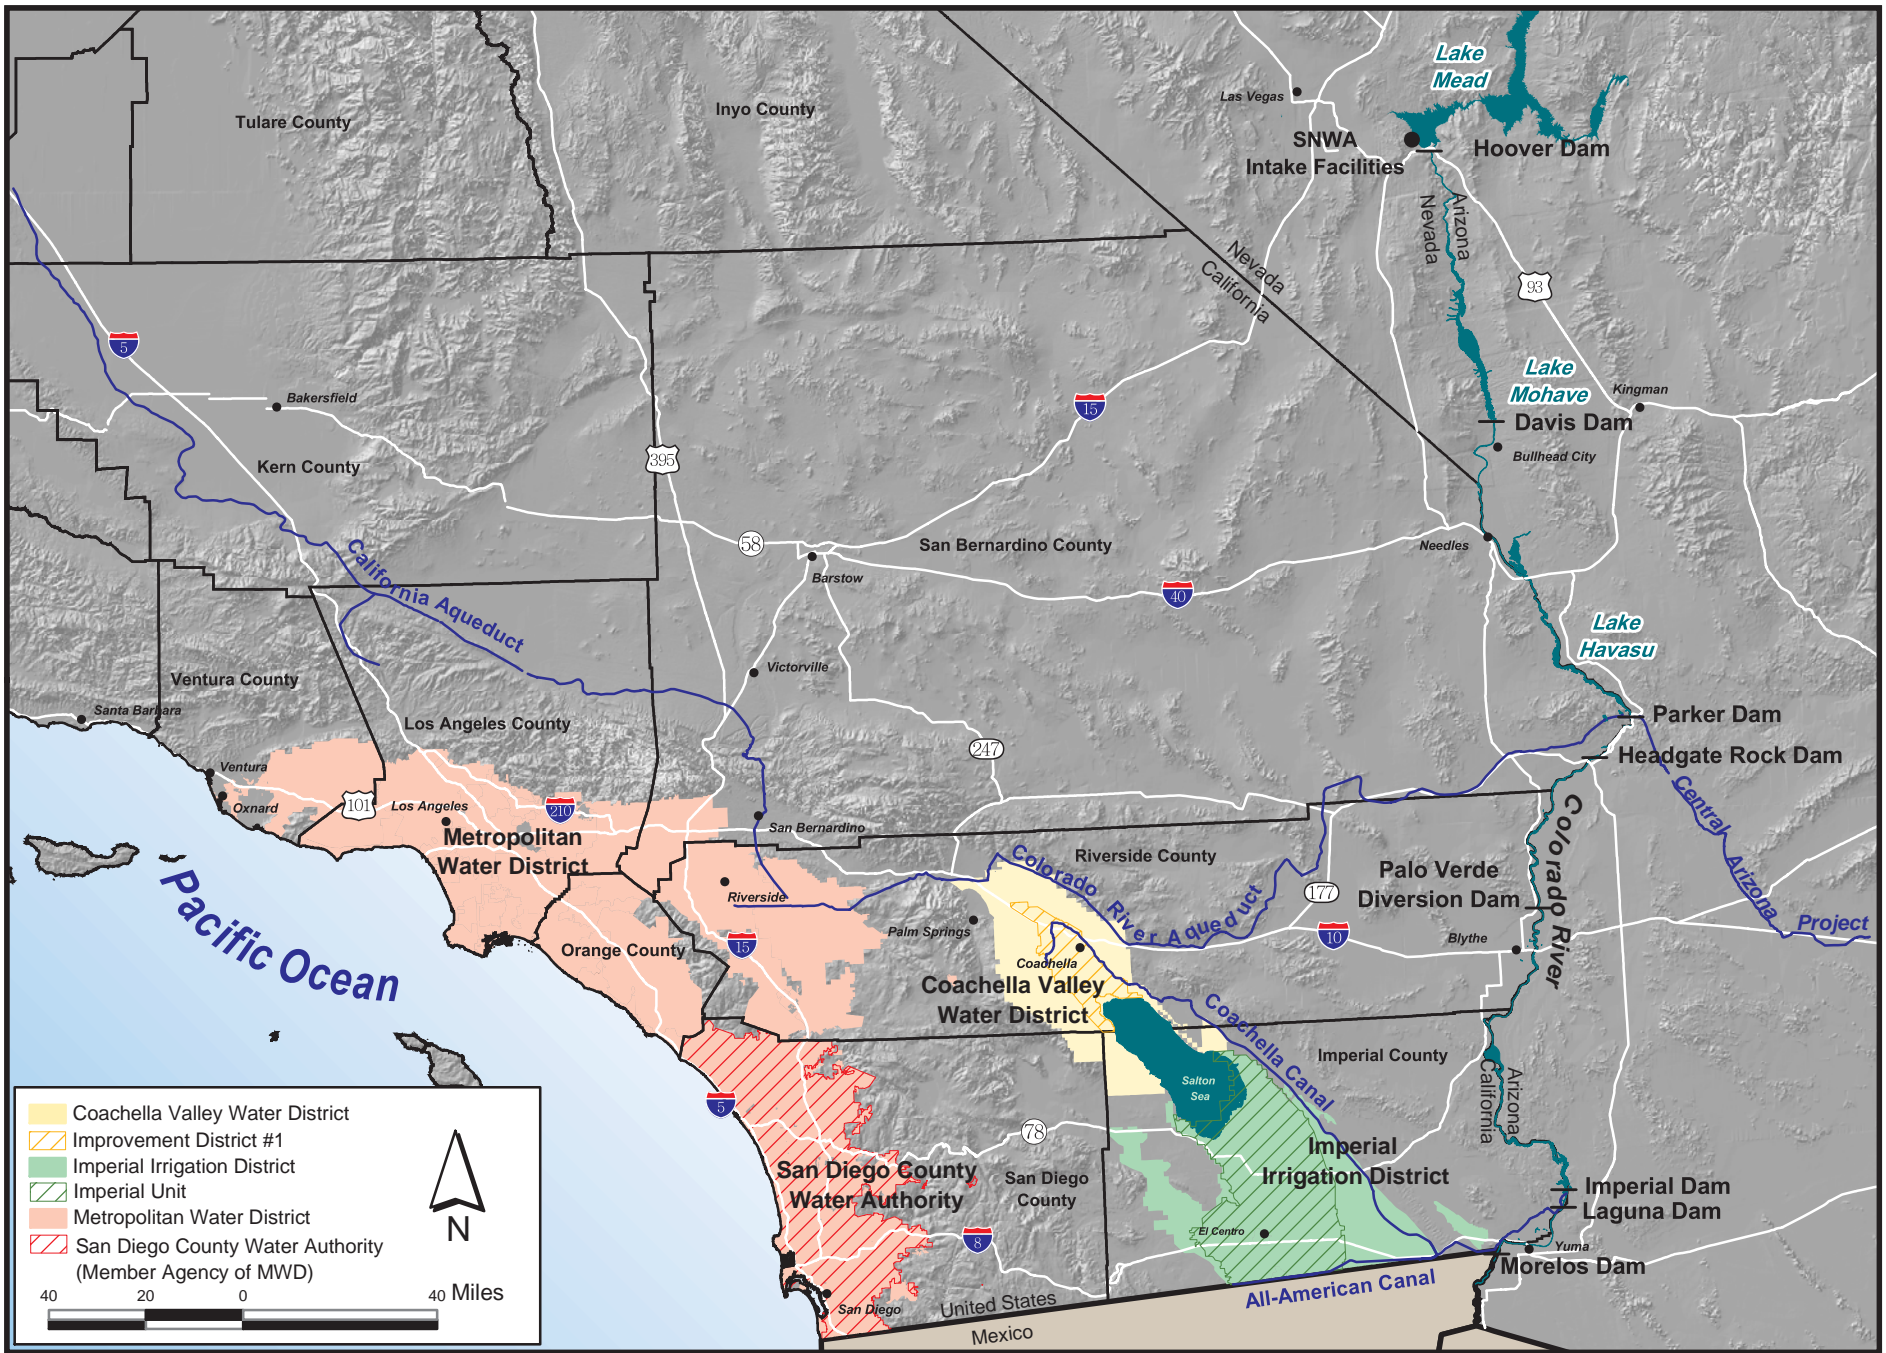 Lake
Mead
Las Vegas
Inyo County
Tulare County
SNWA
Intake Facilities
Hoover Dam
Arizona
Nevada
Nevada
California
93
5
Lake
Mohave
Kingman
Bakersfield
15
Davis Dam
Bullhead City
Kern County
395
58
San Bernardino County
Needles
Barstow
40
California Aqueduct
Lake
Havasu
Victorville
Ventura County
Santa Barbara
Los Angeles County
Parker Dam
247
Headgate Rock Dam
Ventura
Oxnard
101
Los Angeles
210
San Bernardino
Metropolitan
Water District
Colorado River Aqueduct
Riverside County
Central Arizona Project
Colorado River
Palo Verde
Diversion Dam
177
Riverside
Palm Springs
10
Blythe
Pacific Ocean
Orange County
15
Coachella
Coachella Valley
Water District
Coachella Canal
Imperial County
Salton
Sea
Arizona
California
5
78
Imperial
Irrigation District
San Diego County
Water Authority
San Diego
County
Imperial Dam
Laguna Dam
El Centro
8
Yuma
Morelos Dam
All-American Canal
San Diego
United States
Mexico
Coachella Valley Water District
Improvement District #1
Imperial Irrigation District
Imperial Unit
Metropolitan Water District
San Diego County Water Authority
(Member Agency of MWD)
N
40 20 0 40 Miles